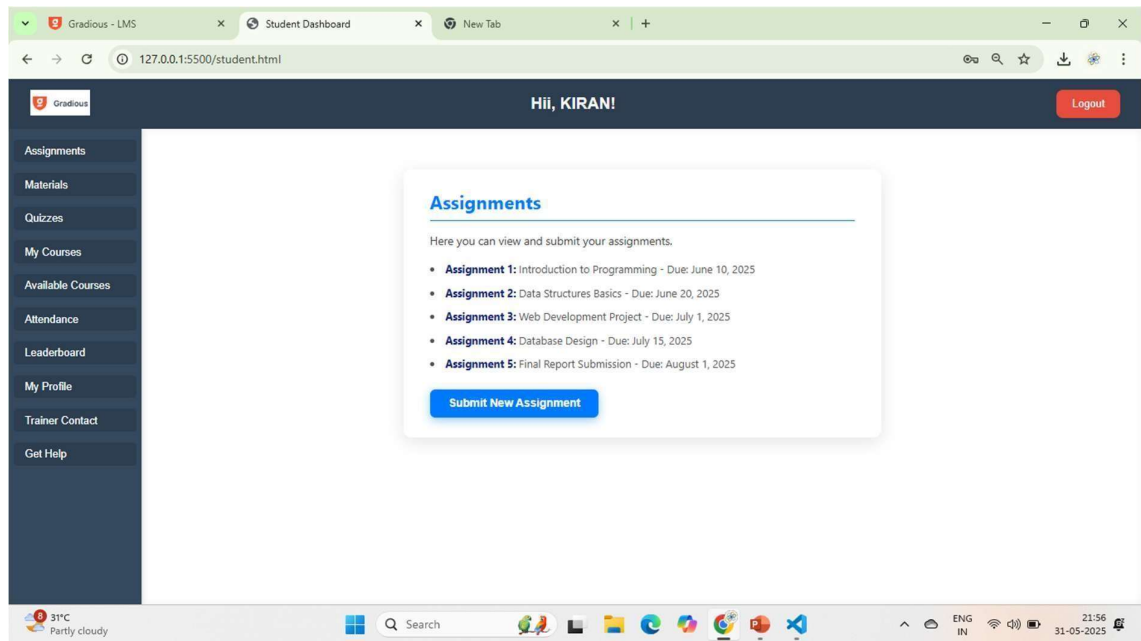 Gradious - LMS
Student Dashboard
New Tab
127.0.0.1:5500/student.html
Gradious
Hii, KIRAN!
Logout
Assignments
Materials
Quizzes
My Courses
Available Courses
Attendance
Leaderboard
My Profile
Trainer Contact
Get Help
Assignments
Here you can view and submit your assignments.
• Assignment 1: Introduction to Programming - Due: June 10, 2025
• Assignment 2: Data Structures Basics - Due: June 20, 2025
• Assignment 3: Web Development Project - Due: July 1, 2025
• Assignment 4: Database Design - Due: July 15, 2025
• Assignment 5: Final Report Submission - Due: August 1, 2025
Submit New Assignment
8
31°C
Partly cloudy
Search
ENG
IN
21:56
31-05-2025